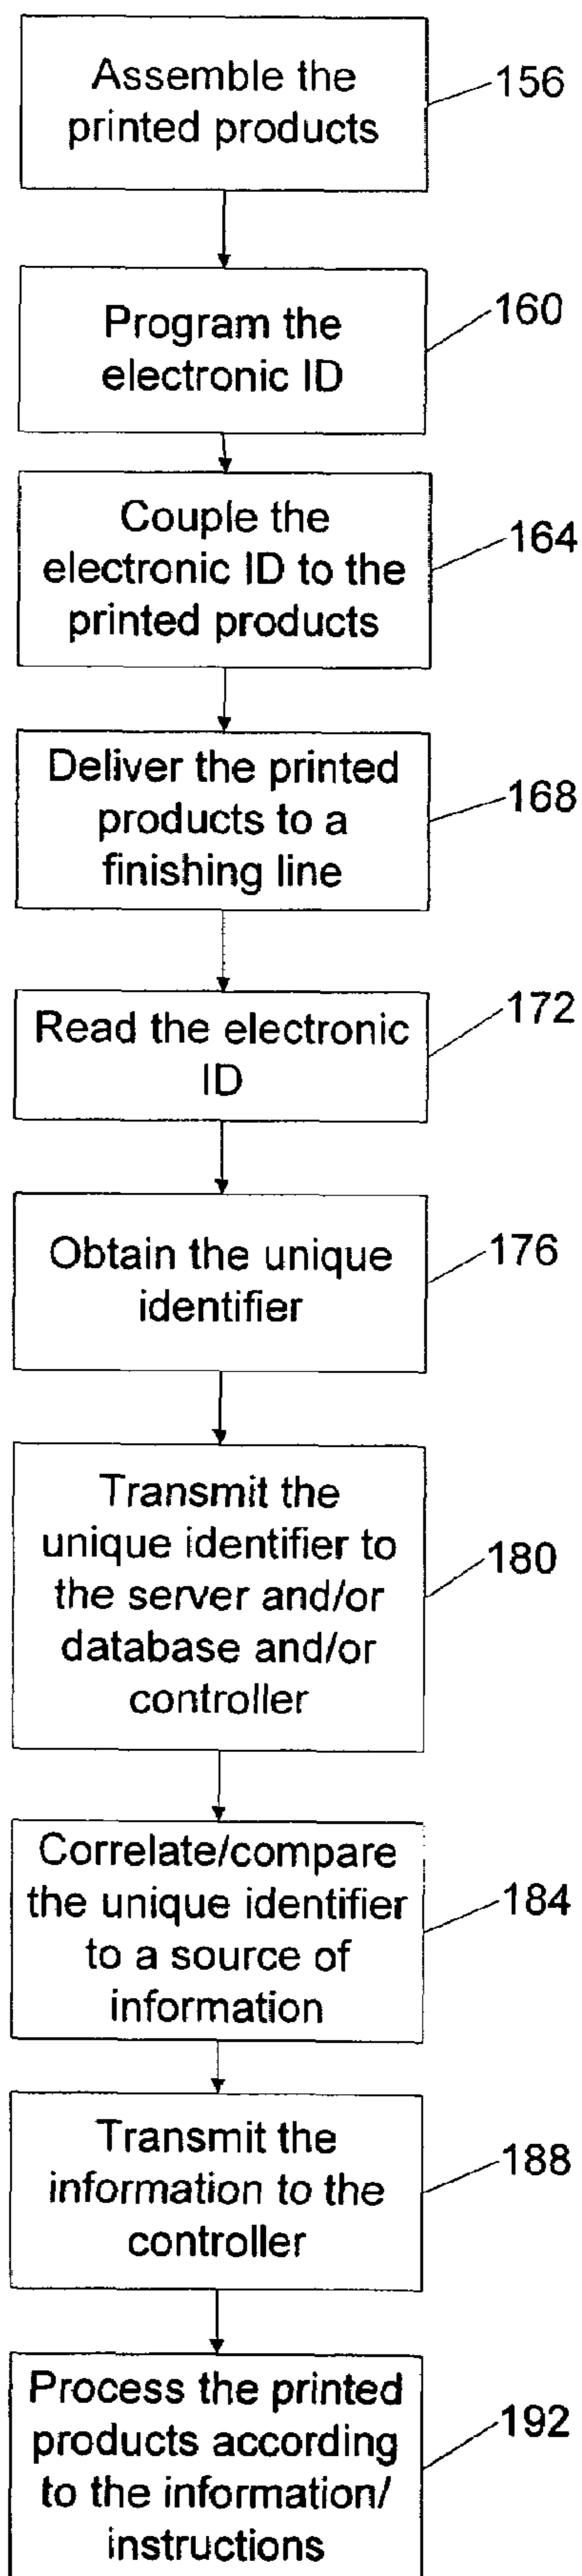 Assemble the
printed products
156
Program the
electronic ID
160
Couple the
electronic ID to the
printed products
164
Deliver the printed
products to a
finishing line
168
Read the electronic
ID
172
Obtain the unique
identifier
176
Transmit the
unique identifier to
the server and/or
database and/or
controller
180
Correlate/compare
the unique identifier
to a source of
information
184
Transmit the
information to the
controller
188
Process the printed
products according
to the information/
instructions
192